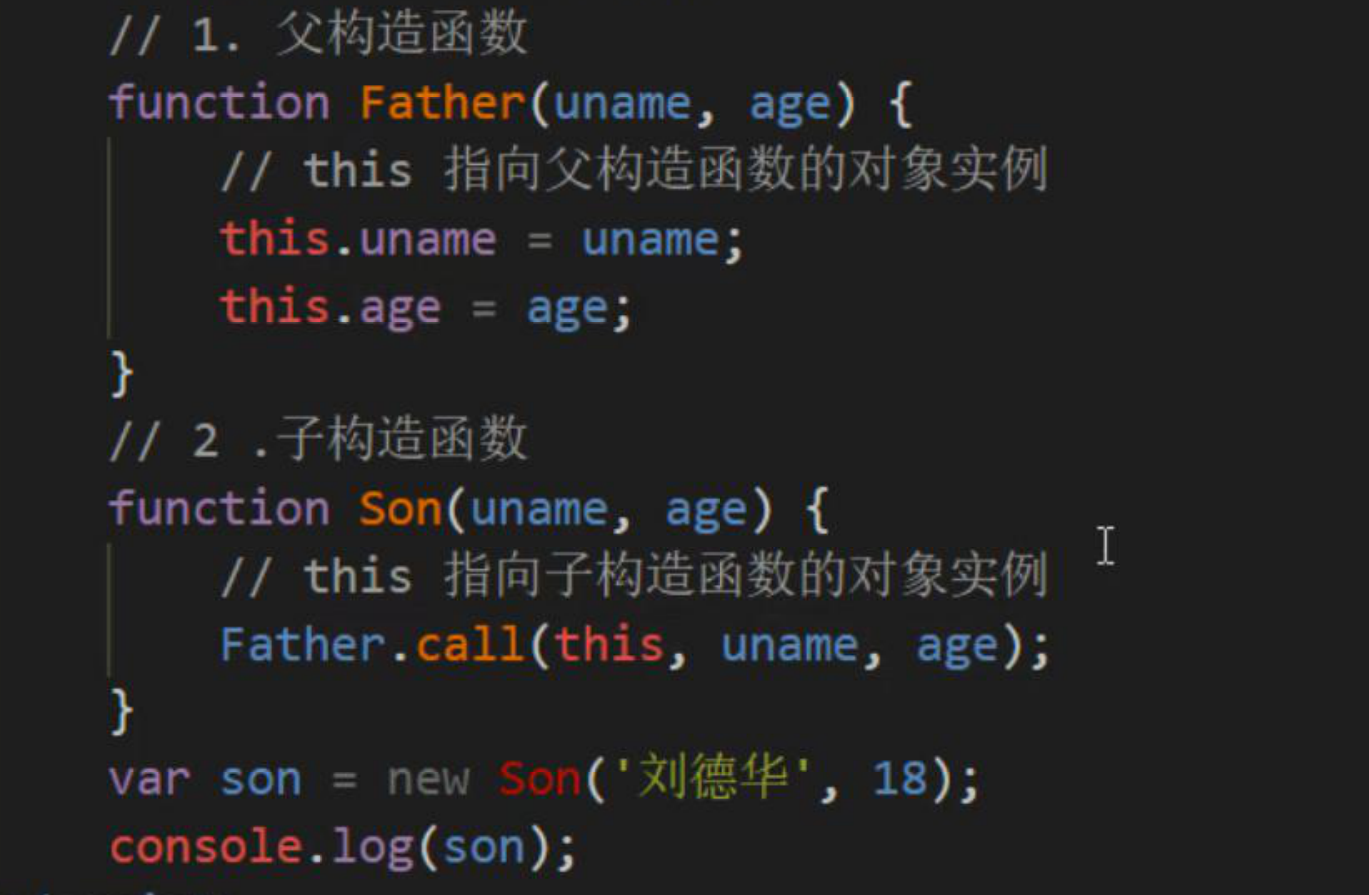 // 1. 父构造函数
function Father(uname, age) {
// this 指向父构造函数的对象实例
this.uname = uname;
this.age = age;
}
// 2 .子构造函数
function Son(uname, age) {
// this 指向子构造函数的对象实例
Father.call(this, uname, age);
}
var son = new Son('刘德华', 18);
console.log(son);